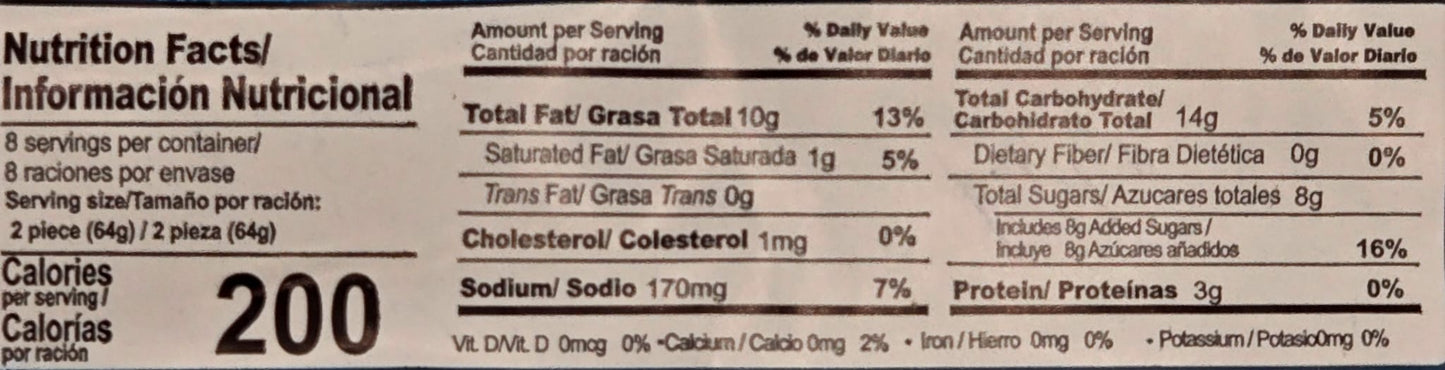 Nutrition Facts/
Información Nutricional
8 servings per container/
8 raciones por envase
Serving size/Tamaño por ración:
2 piece (64g) / 2 pieza (64g)
Calories
per serving /
Calorías
por ración
200
Amount per Serving % Daily Value
Cantidad por ración % de Valor Diario
Total Fat/ Grasa Total 10g 13%
Saturated Fat/ Grasa Saturada 1g 5%
Trans Fat/ Grasa Trans 0g
Cholesterol/ Colesterol 1mg 0%
Sodium/ Sodio 170mg 7%
Amount per Serving % Daily Value
Cantidad por ración % de Valor Diario
Total Carbohydrate/
Carbohidrato Total 14g 5%
Dietary Fiber/ Fibra Dietética 0g 0%
Total Sugars/ Azucares totales 8g
Includes 8g Added Sugars /
Incluye 8g Azúcares añadidos 16%
Protein/ Proteínas 3g 0%
Vit. D/Vit. D 0mcg 0% •Calcium / Calcio 0mg 2% • Iron / Hierro 0mg 0% • Potassium / Potasio0mg 0%